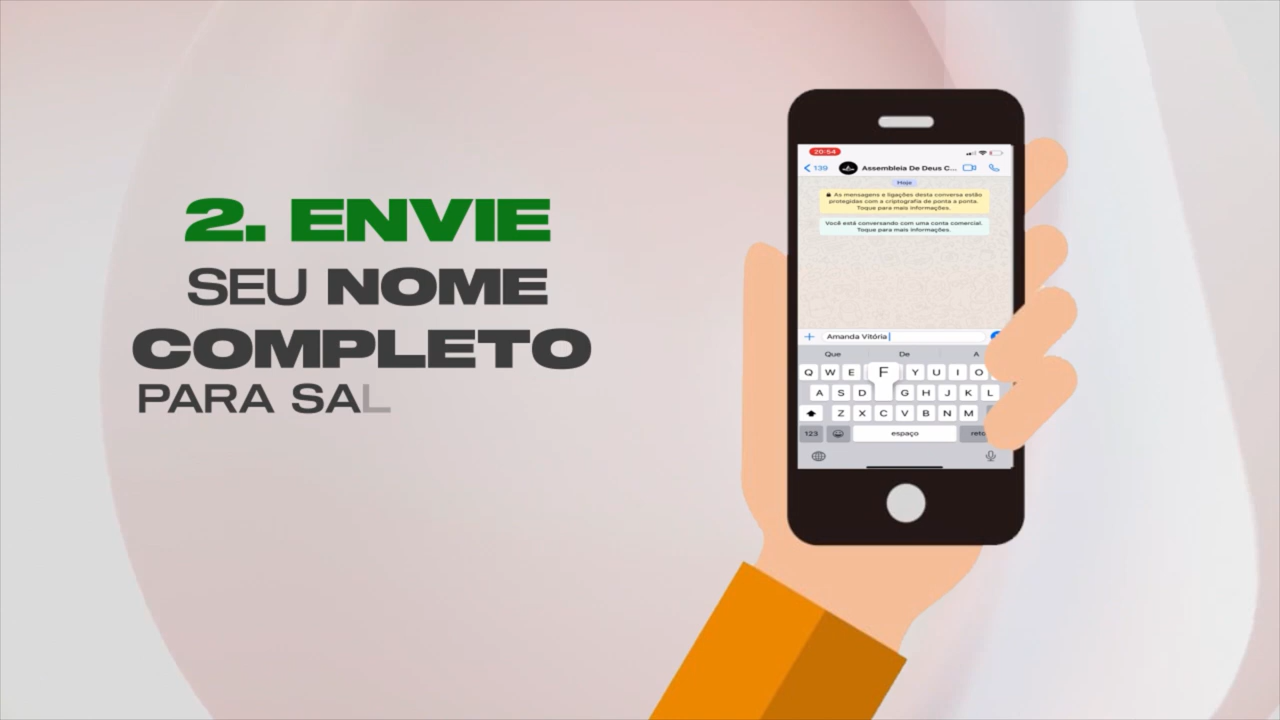 2. ENVIE
SEU NOME
COMPLETO
PARA SAL
20:54
139
Assembleia De Deus C...
Hoje
As mensagens e ligações desta conversa estão
protegidas com a criptografia de ponta a ponta.
Toque para mais informações.
Você está conversando com uma conta comercial.
Toque para mais informações.
Amanda Vitória
Que De A
Q W E F Y U I O
A S D G H J K L
Z X C V B N M
123 espaço reto